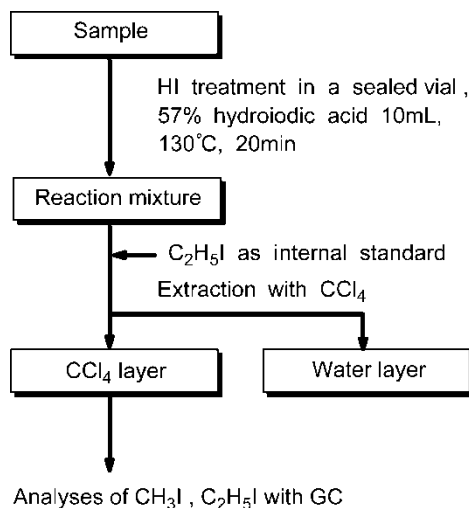 Sample
HI treatment in a sealed vial ,
57% hydroiodic acid 10mL,
130℃, 20min
Reaction mixture
C₂H₅I as internal standard
Extraction with CCl₄
CCl₄ layer
Water layer
Analyses of CH₃I , C₂H₅I with GC